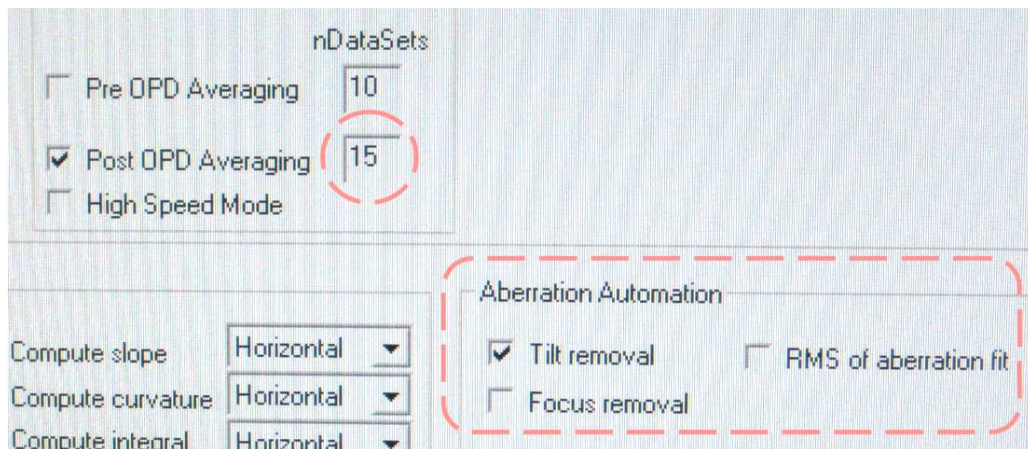 nDataSets
Pre OPD Averaging 10
Post OPD Averaging 15
High Speed Mode
Aberration Automation
Compute slope Horizontal
Tilt removal RMS of aberration fit
Compute curvature Horizontal
Focus removal
Compute integral Horizontal